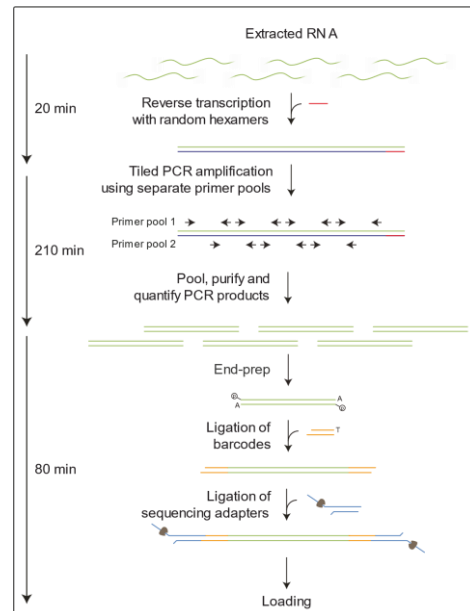 Extracted RNA
20 min
Reverse transcription
with random hexamers
Tiled PCR amplification
using separate primer pools
Primer pool 1
Primer pool 2
210 min
Pool, purify and
quantify PCR products
End-prep
P
A
A
P
Ligation of
barcodes
T
80 min
Ligation of
sequencing adapters
Loading